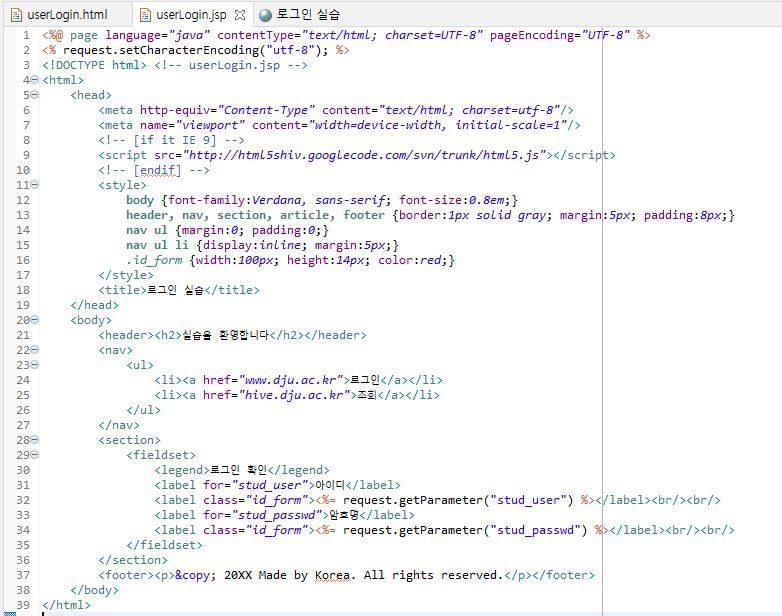 userLogin.html userLogin.jsp 로그인 실습
1 <%@ page language="java" contentType="text/html; charset=UTF-8" pageEncoding="UTF-8" %>
2 <% request.setCharacterEncoding("utf-8"); %>
3 <!DOCTYPE html> <!-- userLogin.jsp -->
4 <html>
5 <head>
6 <meta http-equiv="Content-Type" content="text/html; charset=utf-8"/>
7 <meta name="viewport" content="width=device-width, initial-scale=1"/>
8 <!-- [if it IE 9] -->
9 <script src="http://html5shiv.googlecode.com/svn/trunk/html5.js"></script>
10 <!-- [endif] -->
11 <style>
12 body {font-family:Verdana, sans-serif; font-size:0.8em;}
13 header, nav, section, article, footer {border:1px solid gray; margin:5px; padding:8px;}
14 nav ul {margin:0; padding:0;}
15 nav ul li {display:inline; margin:5px;}
16 .id_form {width:100px; height:14px; color:red;}
17 </style>
18 <title>로그인 실습</title>
19 </head>
20 <body>
21 <header><h2>실습을 환영합니다</h2></header>
22 <nav>
23 <ul>
24 <li><a href="www.dju.ac.kr">로그인</a></li>
25 <li><a href="hive.dju.ac.kr">조회</a></li>
26 </ul>
27 </nav>
28 <section>
29 <fieldset>
30 <legend>로그인 확인</legend>
31 <label for="stud_user">아이디</label>
32 <label class="id_form"><%= request.getParameter("stud_user") %></label><br/><br/>
33 <label for="stud_passwd">암호명</label>
34 <label class="id_form"><%= request.getParameter("stud_passwd") %></label><br/><br/>
35 </fieldset>
36 </section>
37 <footer><p>&copy; 20XX Made by Korea. All rights reserved.</p></footer>
38 </body>
39 </html>